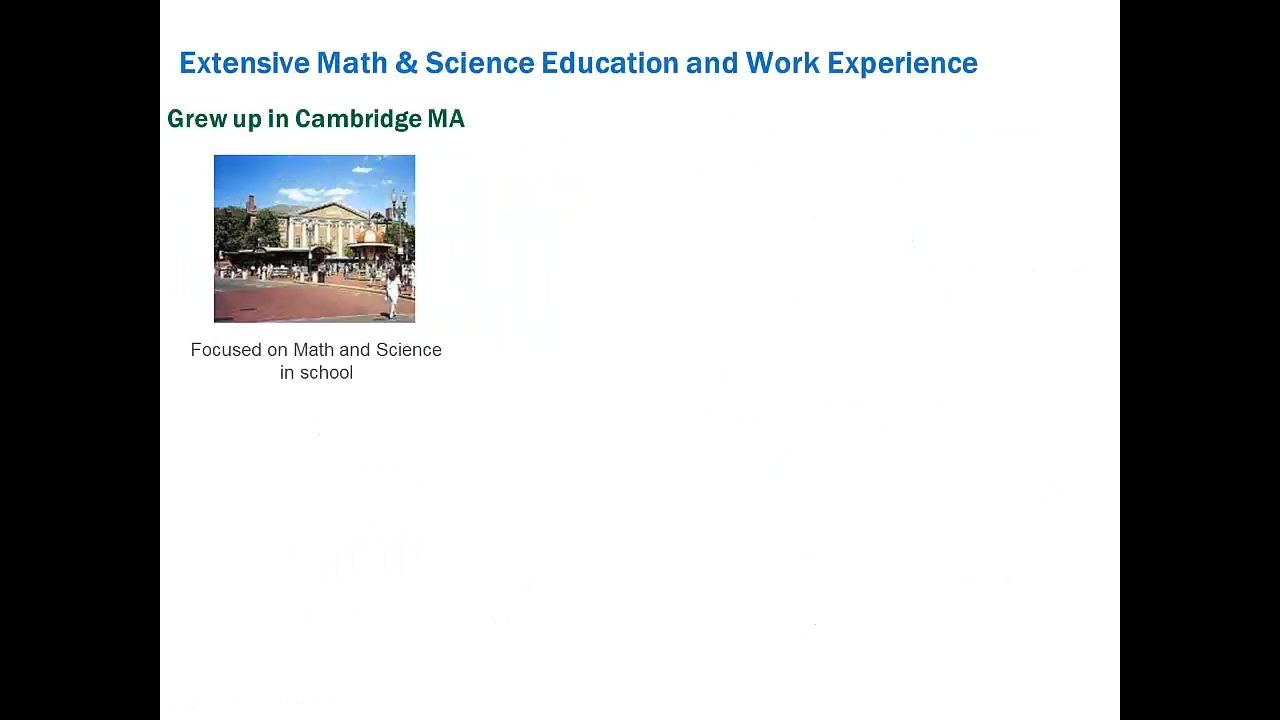 Extensive Math & Science Education and Work Experience
Grew up in Cambridge MA
Focused on Math and Science
in school